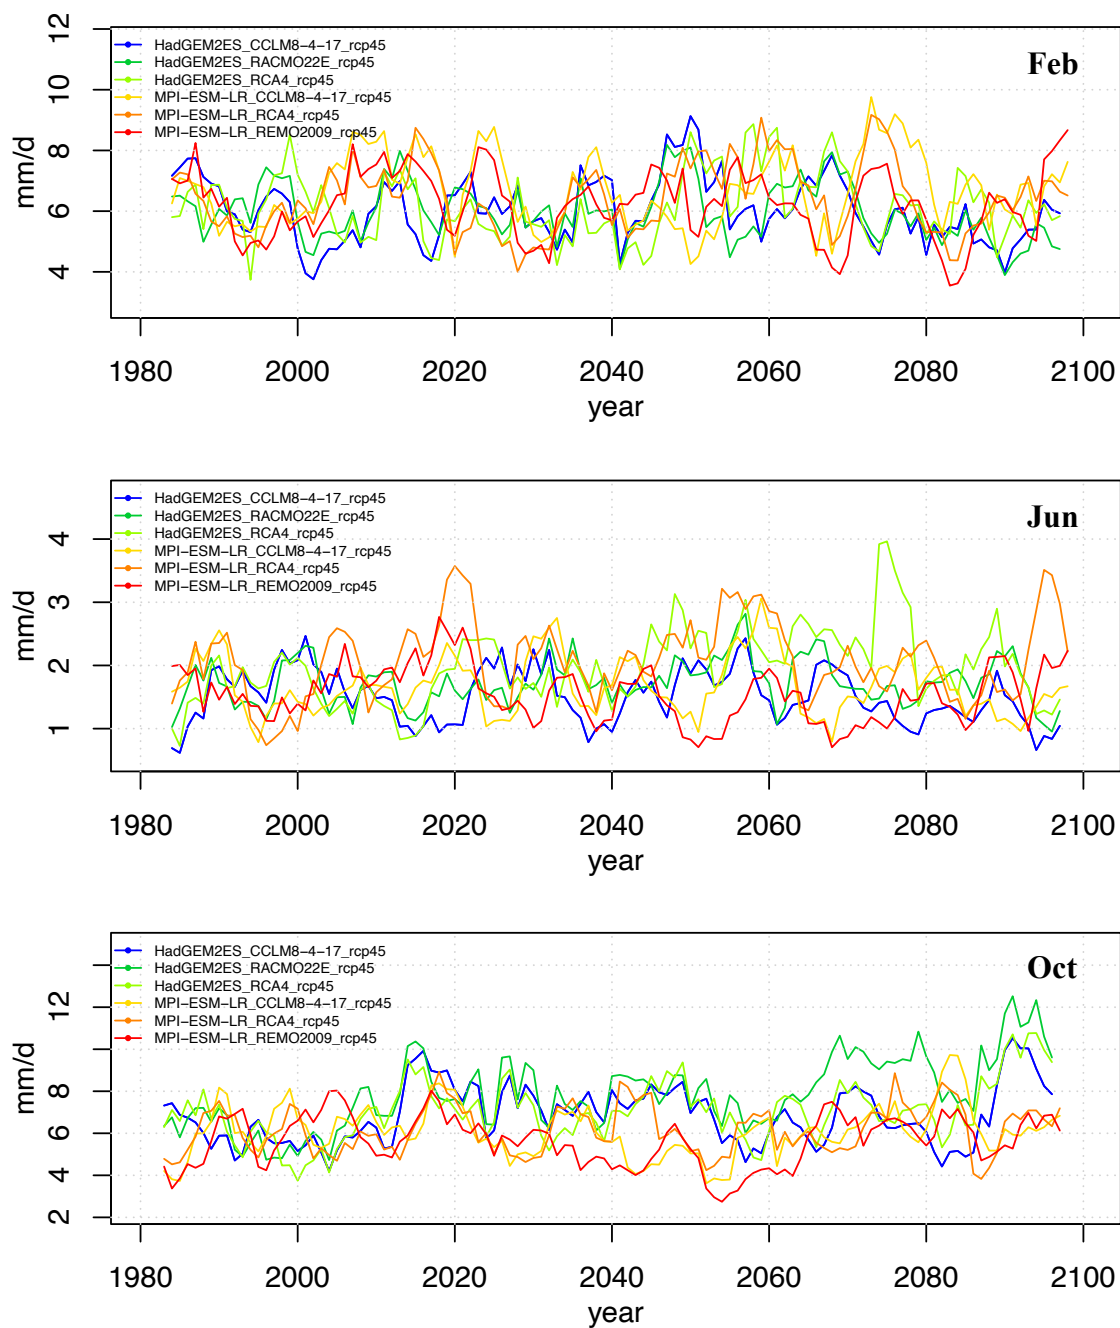 12
10
8
6
4
mm/d
HadGEM2ES_CCLM8-4-17_rcp45
HadGEM2ES_RACMO22E_rcp45
HadGEM2ES_RCA4_rcp45
MPI-ESM-LR_CCLM8-4-17_rcp45
MPI-ESM-LR_RCA4_rcp45
MPI-ESM-LR_REMO2009_rcp45
Feb
1980 2000 2020 2040 2060 2080 2100
year
4
3
2
1
mm/d
HadGEM2ES_CCLM8-4-17_rcp45
HadGEM2ES_RACMO22E_rcp45
HadGEM2ES_RCA4_rcp45
MPI-ESM-LR_CCLM8-4-17_rcp45
MPI-ESM-LR_RCA4_rcp45
MPI-ESM-LR_REMO2009_rcp45
Jun
1980 2000 2020 2040 2060 2080 2100
year
12
8
6
4
2
mm/d
HadGEM2ES_CCLM8-4-17_rcp45
HadGEM2ES_RACMO22E_rcp45
HadGEM2ES_RCA4_rcp45
MPI-ESM-LR_CCLM8-4-17_rcp45
MPI-ESM-LR_RCA4_rcp45
MPI-ESM-LR_REMO2009_rcp45
Oct
1980 2000 2020 2040 2060 2080 2100
year